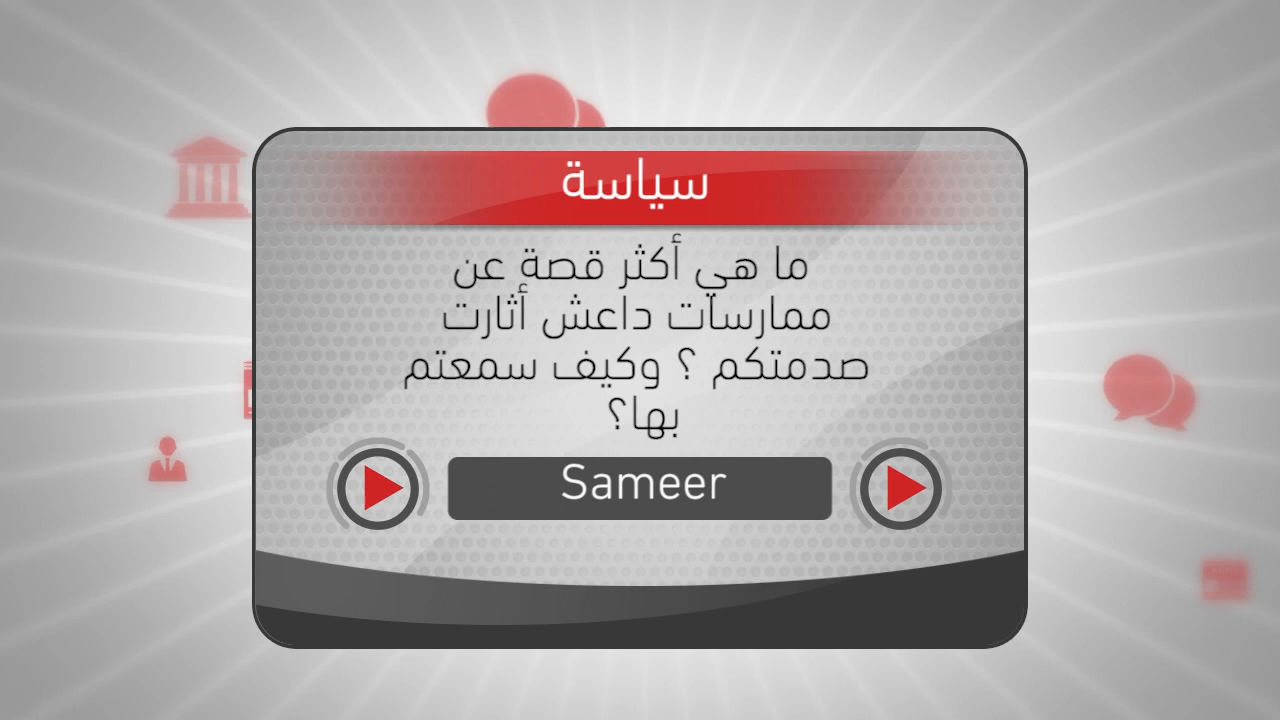 سياسة
ما هي أكثر قصة عن
ممارسات داعش أثارت
صدمتكم ؟ وكيف سمعتم
بها؟
Sameer